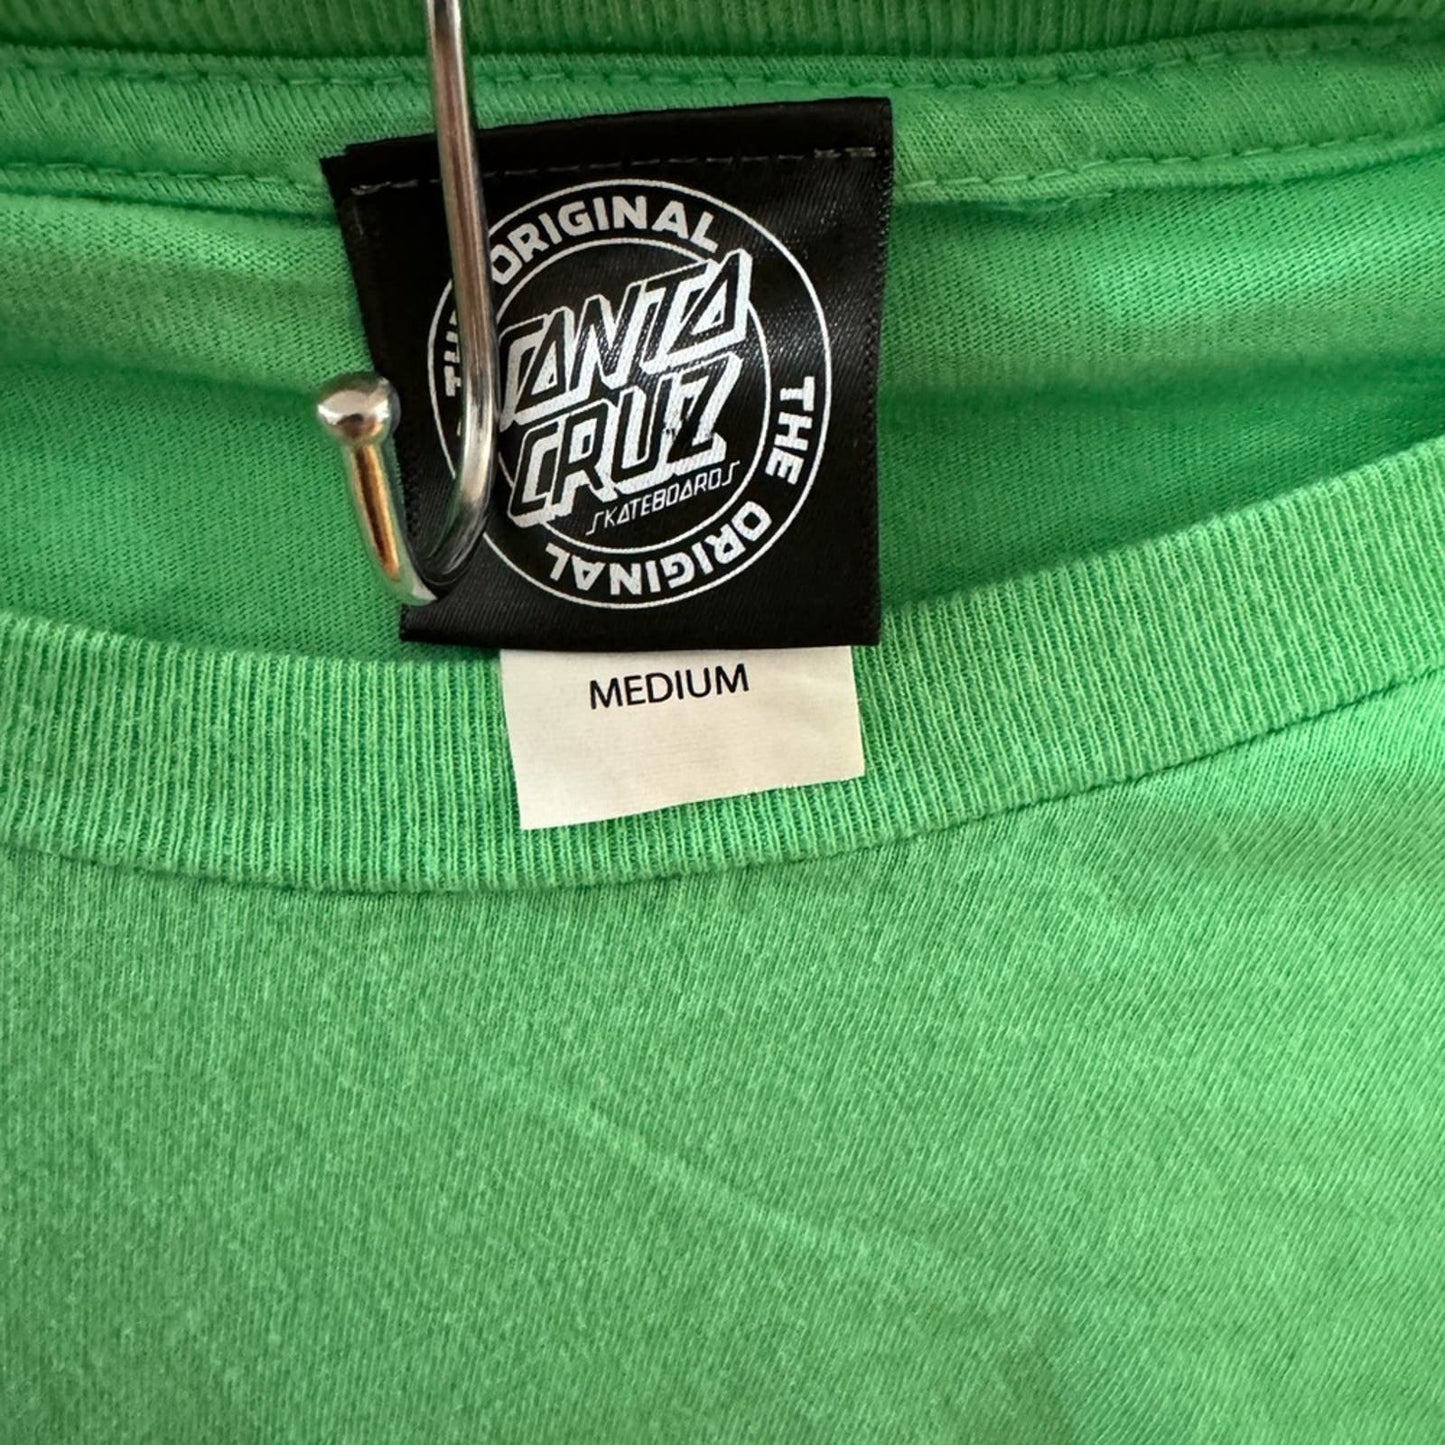 THE ORIGINAL
SANTA
CRUZ
SKATEBOARDS
THE ORIGINAL
MEDIUM